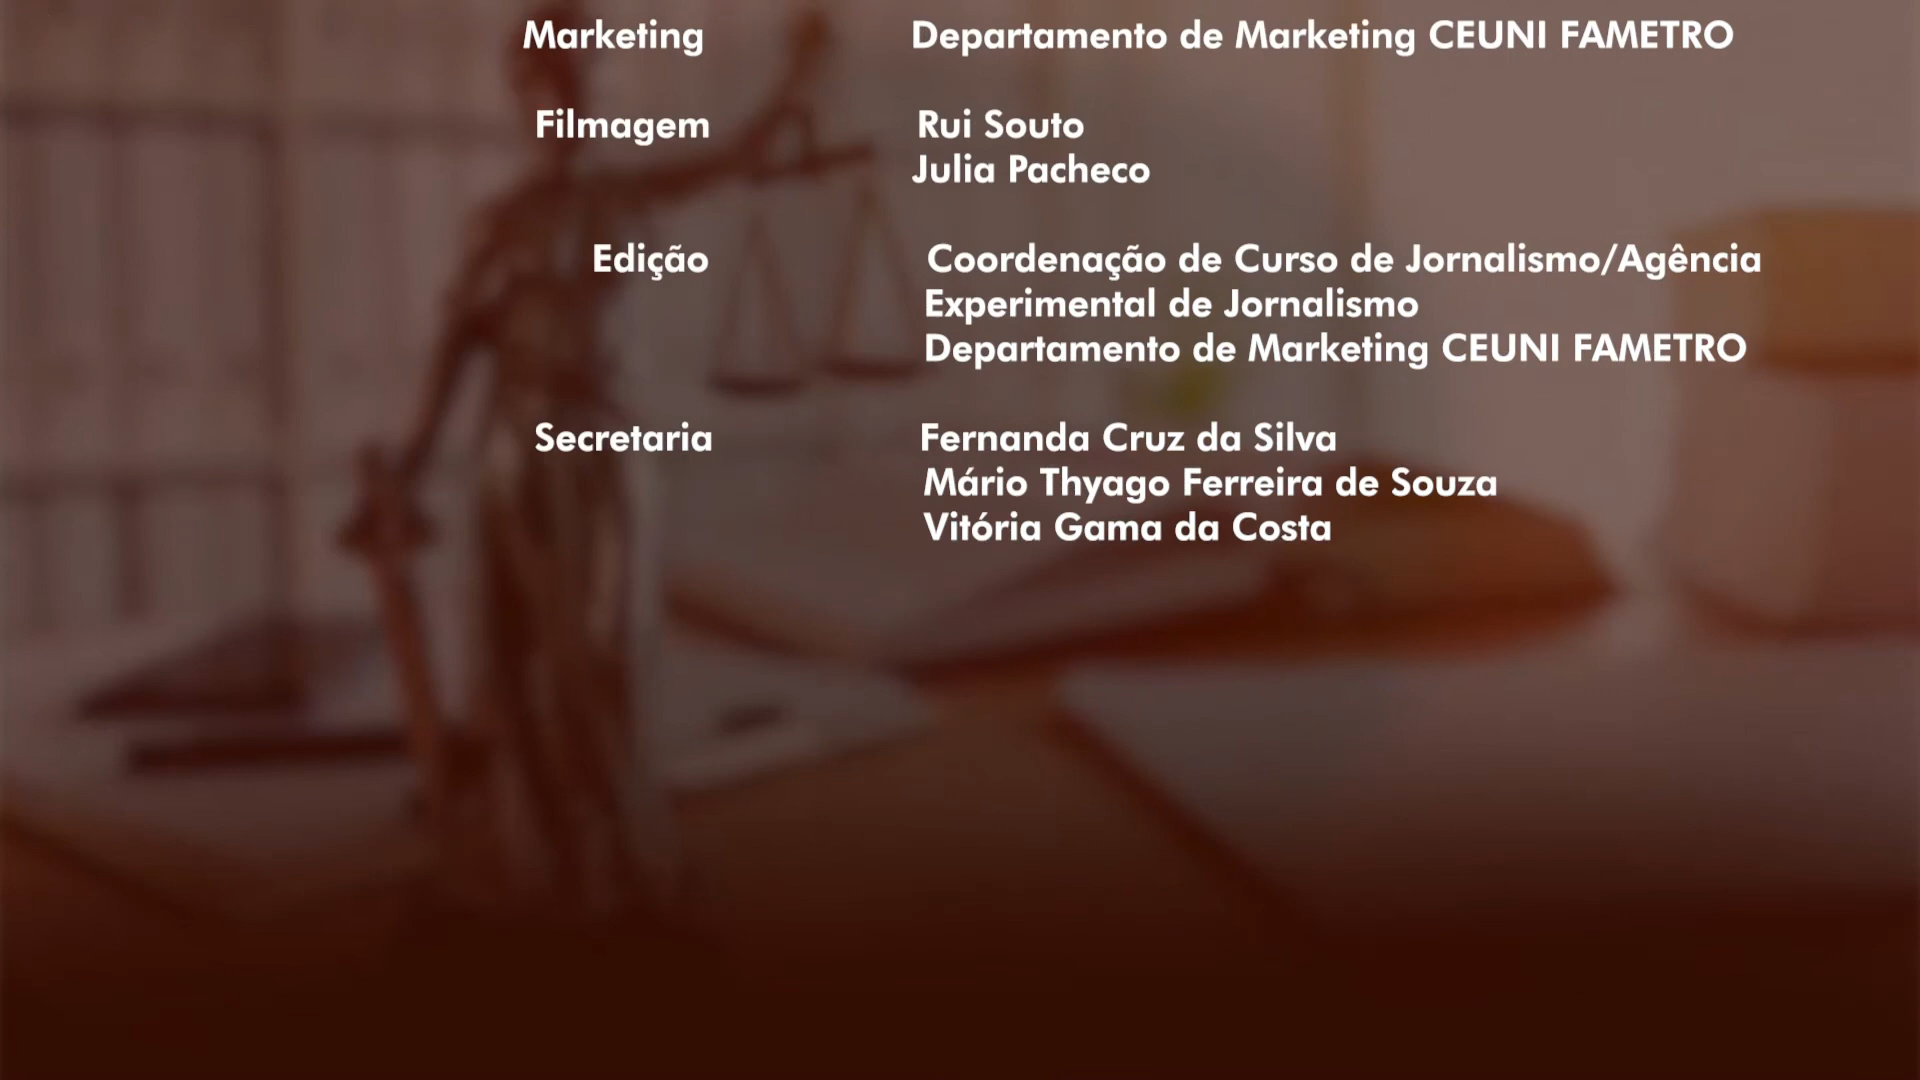 Marketing Departamento de Marketing CEUNI FAMETRO
Filmagem Rui Souto
Julia Pacheco
Edição Coordenação de Curso de Jornalismo/Agência
Experimental de Jornalismo
Departamento de Marketing CEUNI FAMETRO
Secretaria Fernanda Cruz da Silva
Mário Thyago Ferreira de Souza
Vitória Gama da Costa